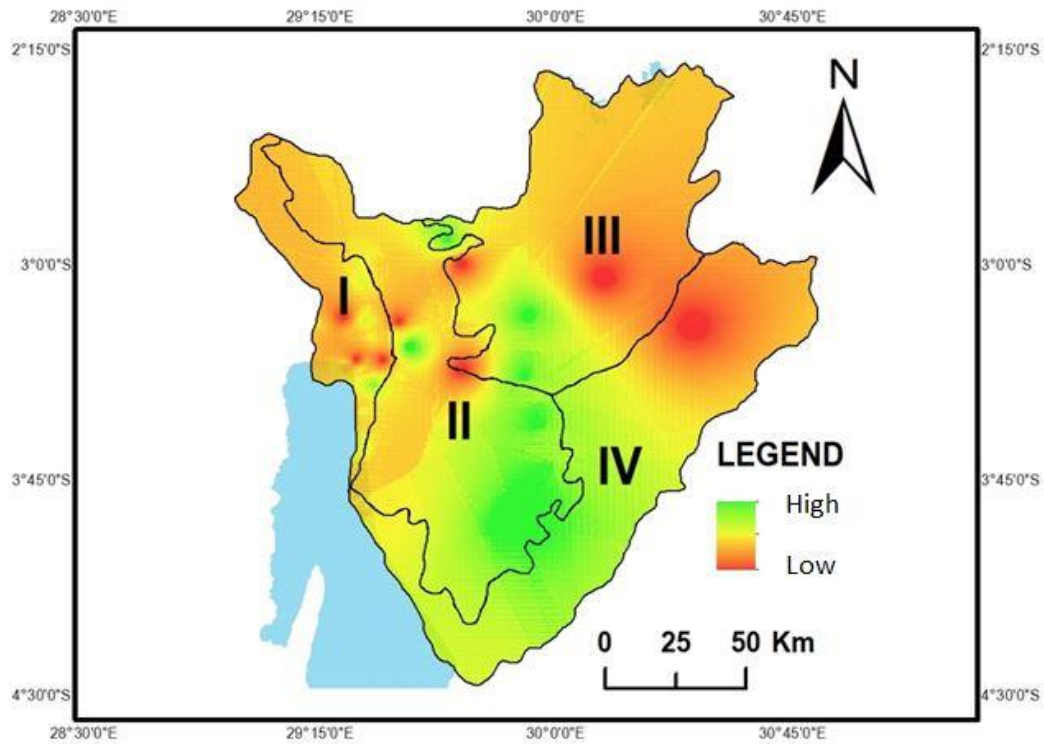 28°30'0"E 29°15'0"E 30°0'0"E 30°45'0"E
2°15'0"S 2°15'0"S
N
III
3°0'0"S 3°0'0"S
I
II
IV
LEGEND
3°45'0"S 3°45'0"S
High
Low
0 25 50 Km
4°30'0"S 4°30'0"S
28°30'0"E 29°15'0"E 30°0'0"E 30°45'0"E